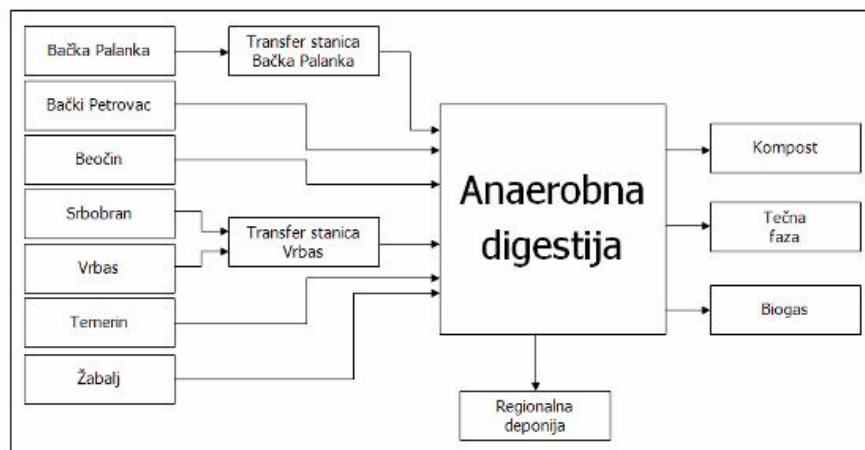 Bačka Palanka
Transfer stanica
Bačka Palanka
Bački Petrovac
Beočin
Srbobran
Transfer stanica
Vrbas
Vrbas
Temerin
Žabalj
Anaerobna
digestija
Kompost
Tečna
faza
Biogas
Regionalna
deponija